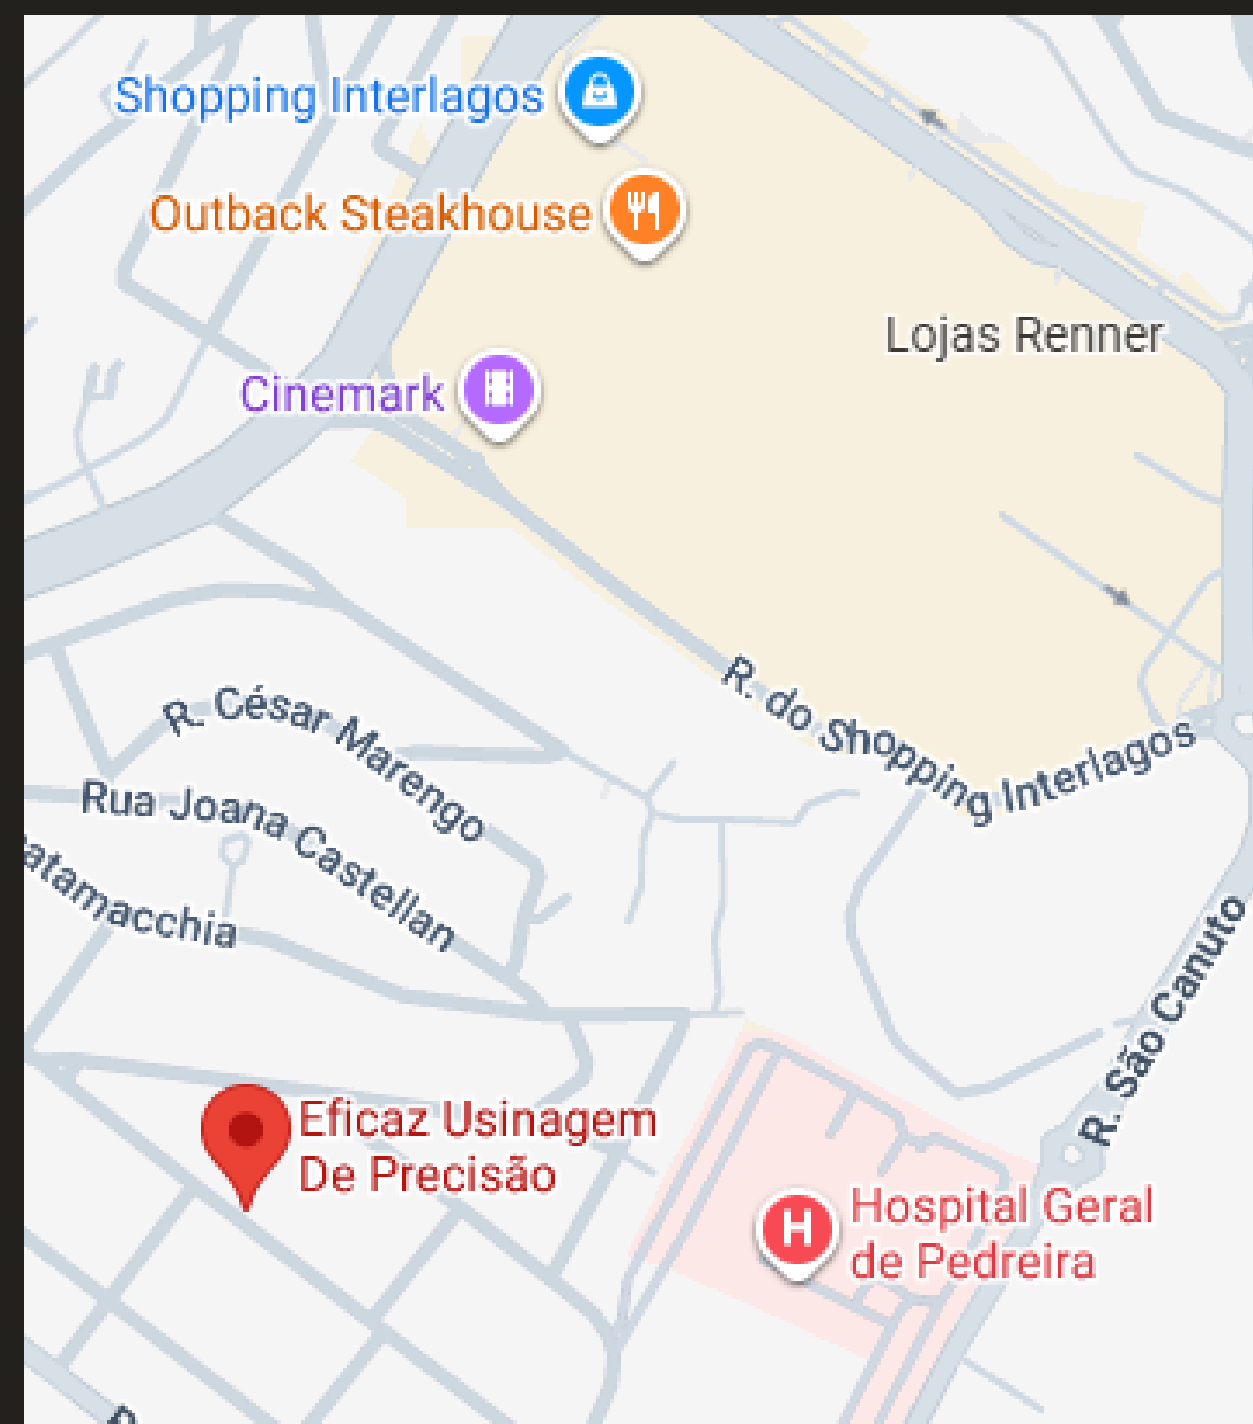 Shopping Interlagos
Outback Steakhouse
Lojas Renner
Cinemark
R. do Shopping Interlagos
R. César Marengo
Rua Joana Castellan
atamacchia
R. São Canuto
Eficaz Usinagem
De Precisão
Hospital Geral
de Pedreira